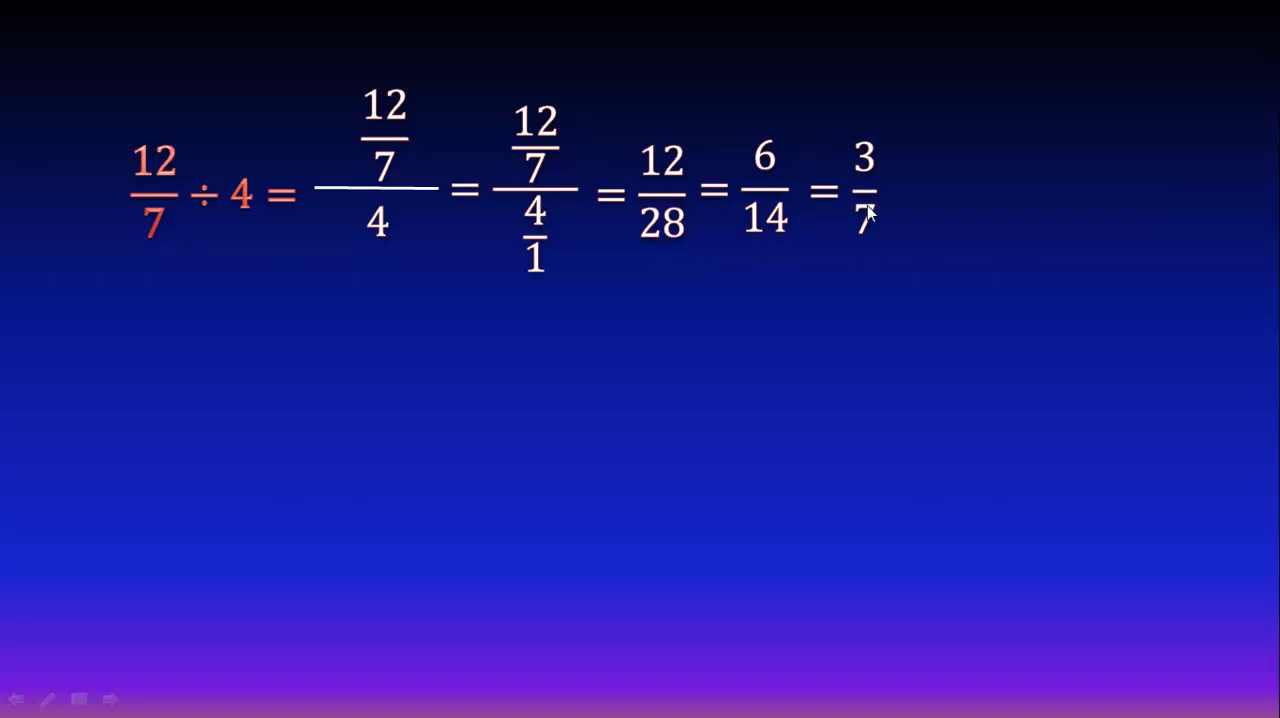 12/7 ÷ 4 = (12/7)/4 = (12/7)/(4/1) = 12/28 = 6/14 = 3/7